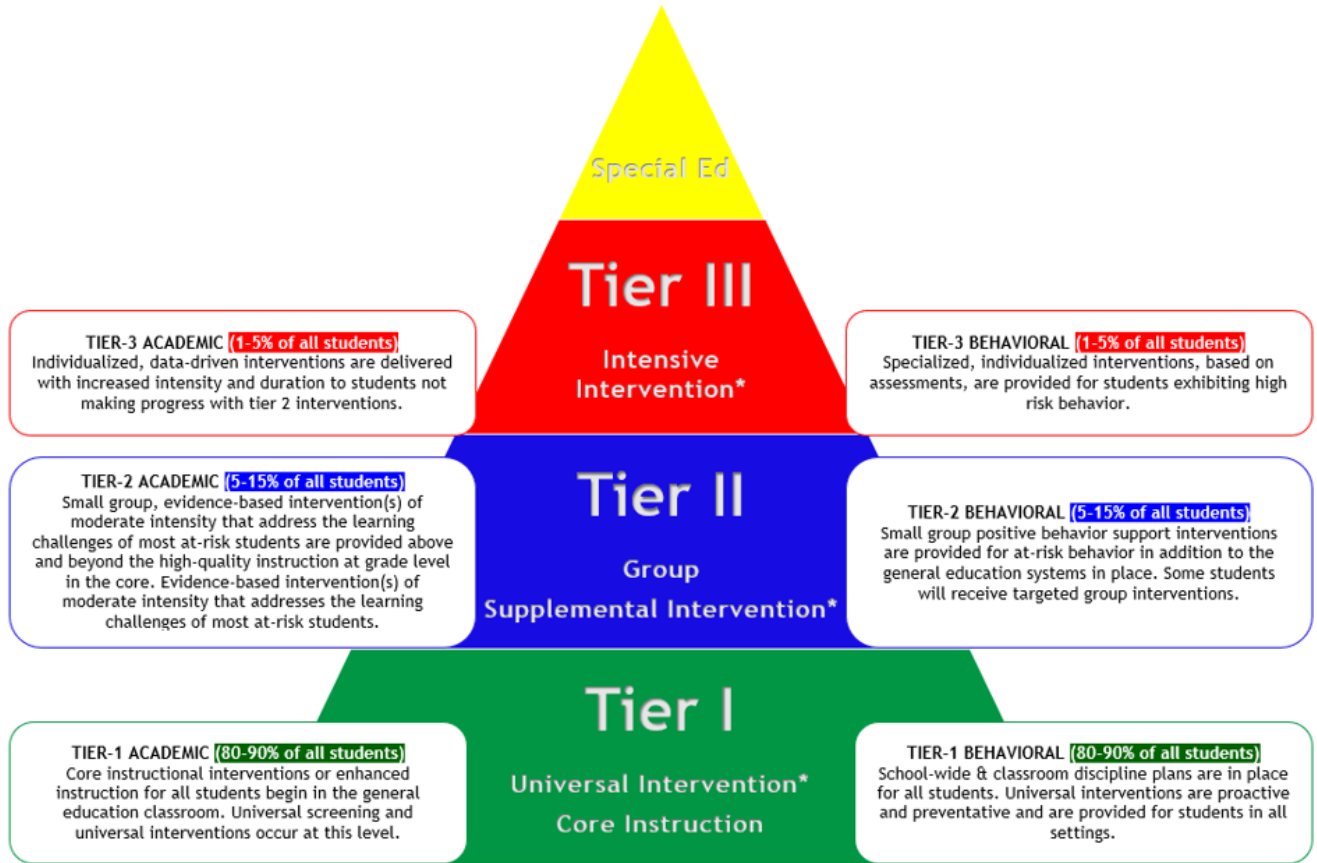 Special Ed
Tier III
Intensive
Intervention*
TIER-3 ACADEMIC (1-5% of all students)
Individualized, data-driven interventions are delivered
with increased intensity and duration to students not
making progress with tier 2 interventions.
TIER-3 BEHAVIORAL (1-5% of all students)
Specialized, individualized interventions, based on
assessments, are provided for students exhibiting high
risk behavior.
Tier II
Group
Supplemental Intervention*
TIER-2 ACADEMIC (5-15% of all students)
Small group, evidence-based intervention(s) of
moderate intensity that address the learning
challenges of most at-risk students are provided above
and beyond the high-quality instruction at grade level
in the core. Evidence-based intervention(s) of
moderate intensity that addresses the learning
challenges of most at-risk students.
TIER-2 BEHAVIORAL (5-15% of all students)
Small group positive behavior support interventions
are provided for at-risk behavior in addition to the
general education systems in place. Some students
will receive targeted group interventions.
Tier I
Universal Intervention*
Core Instruction
TIER-1 ACADEMIC (80-90% of all students)
Core instructional interventions or enhanced
instruction for all students begin in the general
education classroom. Universal screening and
universal interventions occur at this level.
TIER-1 BEHAVIORAL (80-90% of all students)
School-wide & classroom discipline plans are in place
for all students. Universal interventions are proactive
and preventative and are provided for students in all
settings.